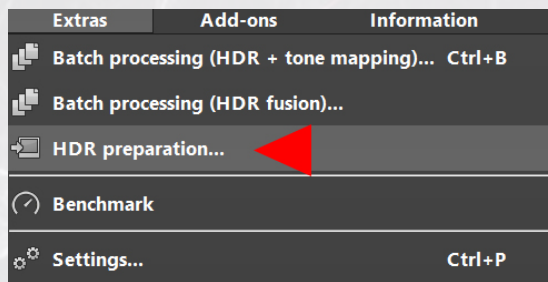 Extras Add-ons Information
Batch processing (HDR + tone mapping)... Ctrl+B
Batch processing (HDR fusion)...
HDR preparation...
Benchmark
Settings... Ctrl+P